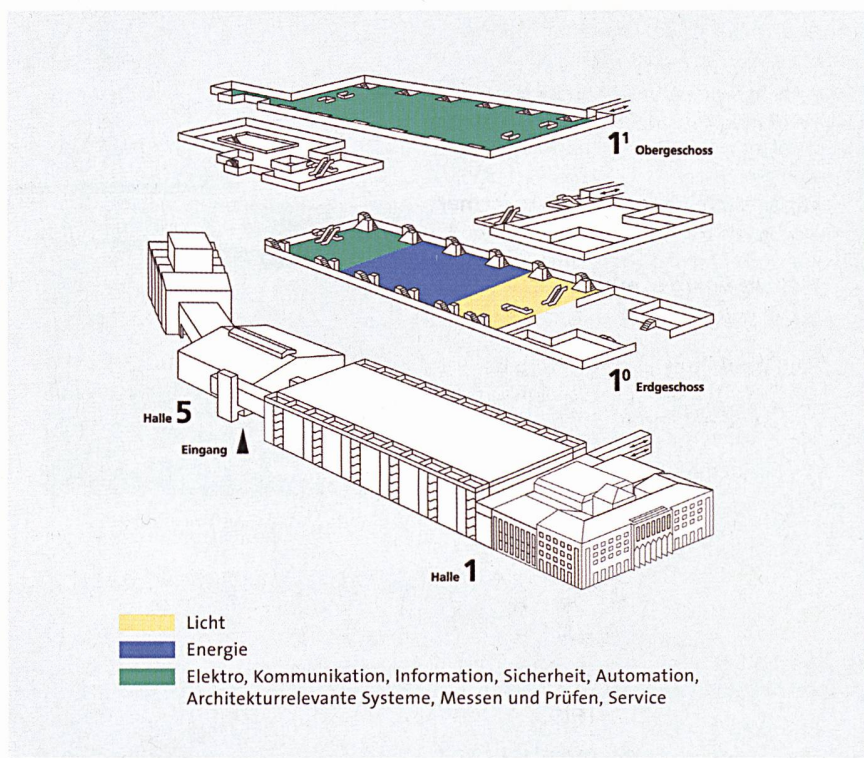 1¹ Obergeschoss
1⁰ Erdgeschoss
Halle 5
Eingang
Halle 1
Licht
Energie
Elektro, Kommunikation, Information, Sicherheit, Automation,
Architekturrelevante Systeme, Messen und Prüfen, Service